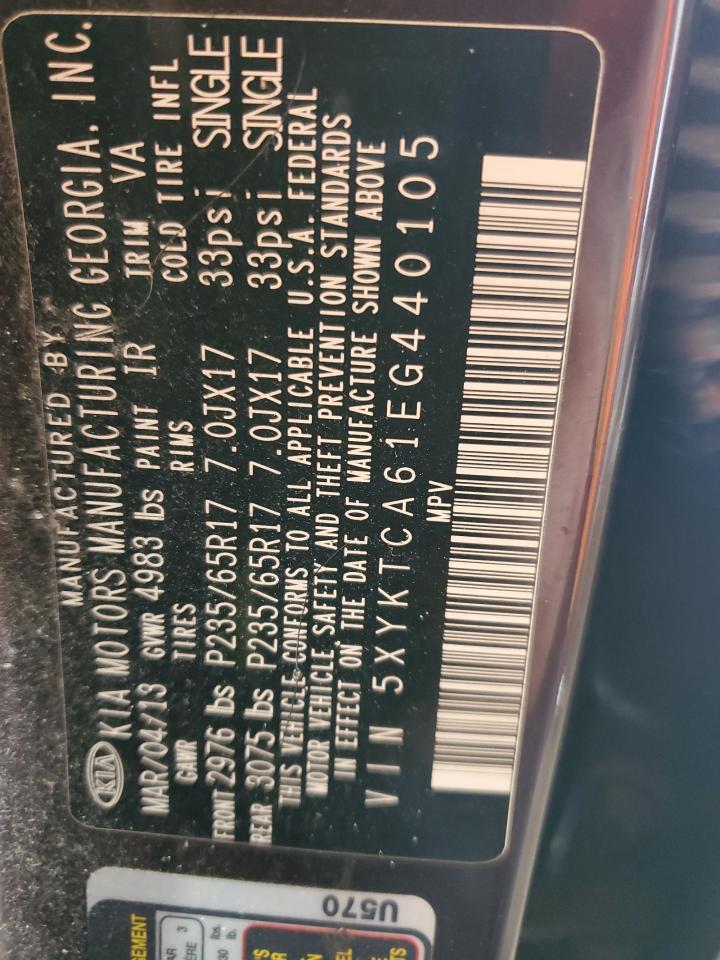 MANUFACTURED BY
KIA KIA MOTORS MANUFACTURING GEORGIA, INC.
MAR/04/13 GVWR 4983 lbs PAINT IR TRIM VA
GAWR TIRES RIMS COLD TIRE INFL
FRONT 2976 lbs P235/65R17 7.0JX17 33psi SINGLE
REAR 3075 lbs P235/65R17 7.0JX17 33psi SINGLE
THIS VEHICLE CONFORMS TO ALL APPLICABLE U.S.A. FEDERAL
MOTOR VEHICLE SAFETY AND THEFT PREVENTION STANDARDS
IN EFFECT ON THE DATE OF MANUFACTURE SHOWN ABOVE
VIN 5XYKTCA61EG440105
MPV
U570